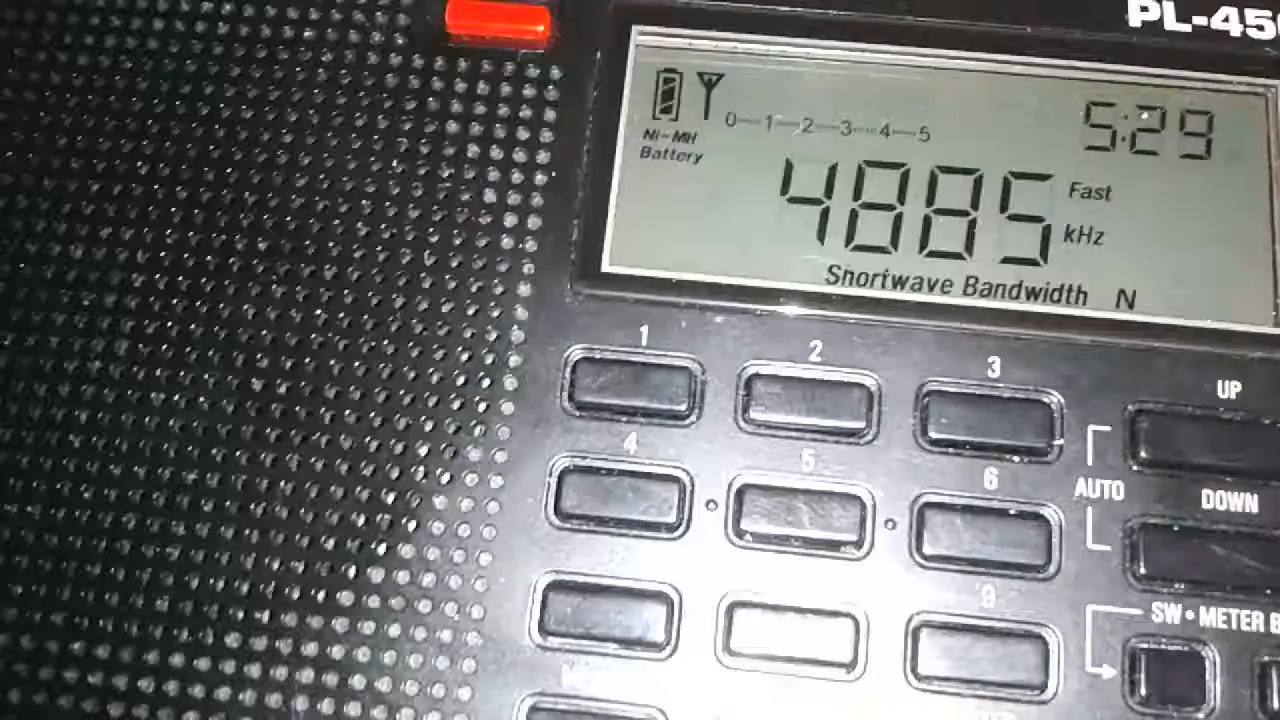 PL-45
0—1—2—3—4—5
5:29
Ni-MH
Battery
4885
Fast
kHz
Shortwave Bandwidth N
1
2
3
UP
4
5
6
AUTO
DOWN
9
SW•METER B